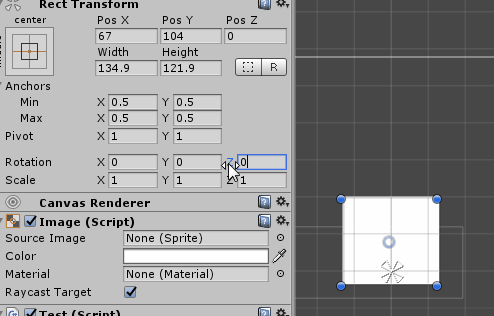 Rect Transform
center
Pos X Pos Y Pos Z
67 104 0
Width Height
134.9 121.9
R
Anchors
Min X 0.5 Y 0.5
Max X 0.5 Y 0.5
Pivot X 1 Y 1
Rotation X 0 Y 0 Z 0
Scale X 1 Y 1 Z 1
Canvas Renderer
Image (Script)
Source Image None (Sprite)
Color
Material None (Material)
Raycast Target
Test (Script)